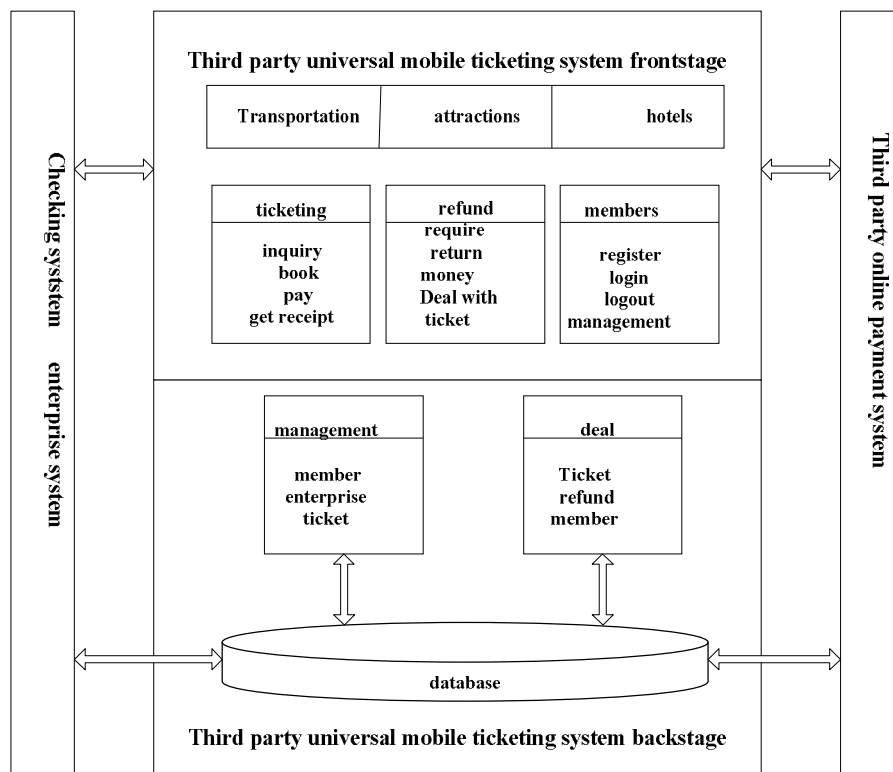 Third party universal mobile ticketing system frontstage
Transportation attractions hotels
ticketing
inquiry
book
pay
get receipt
refund
require
return
money
Deal with
ticket
members
register
login
logout
management
Checking syststem enterprise system
Third party online payment system
management
member
enterprise
ticket
deal
Ticket
refund
member
database
Third party universal mobile ticketing system backstage